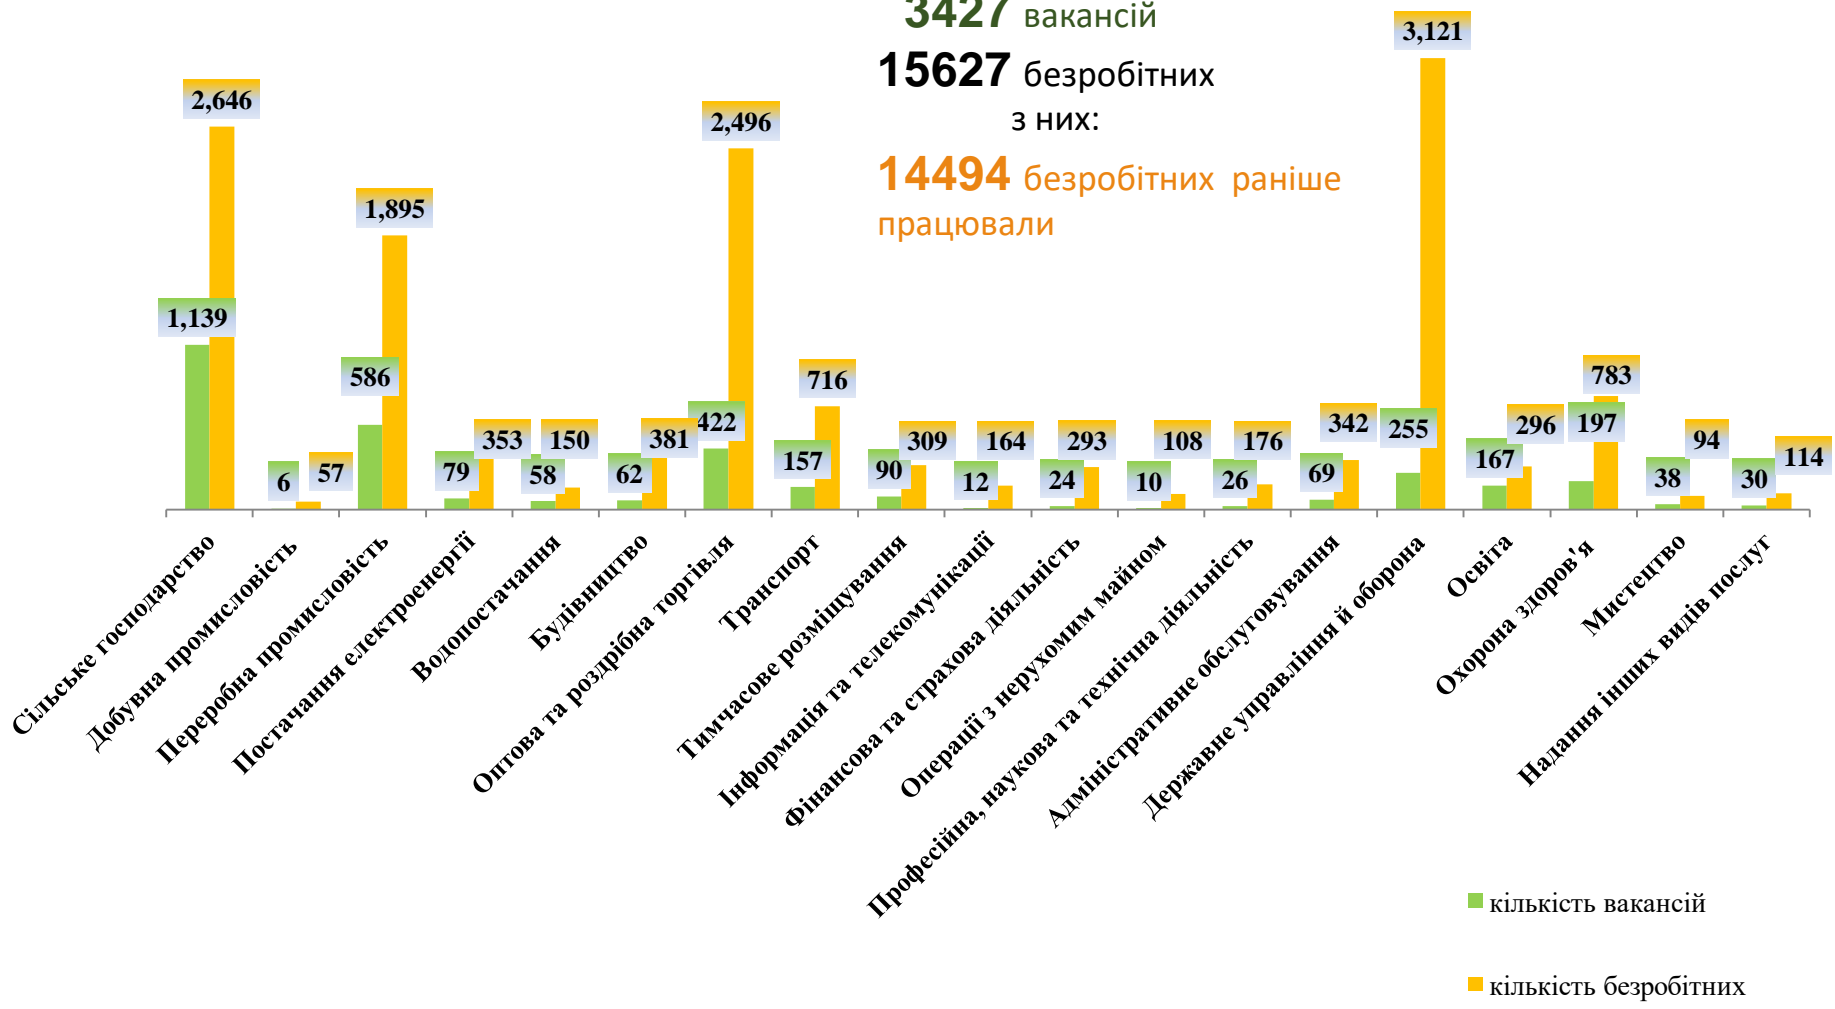 3427 вакансій
15627 безробітних
з них:
14494 безробітних раніше
працювали
3,121
2,646
2,496
1,895
1,139
586
716
783
6
57
79
353
58
150
62
381
422
157
90
309
12
164
24
293
10
108
26
176
69
342
255
167
296
197
38
94
30
114
Сільське господарство
Добувна промисловість
Переробна промисловість
Постачання електроенергії
Водопостачання
Будівництво
Оптова та роздрібна торгівля
Транспорт
Тимчасове розміщування
Інформація та телекомунікації
Фінансова та страхова діяльність
Операції з нерухомим майном
Професійна, наукова та технічна діяльність
Адміністративне обслуговування
Державне управління й оборона
Освіта
Охорона здоров'я
Мистецтво
Надання інших видів послуг
кількість вакансій
кількість безробітних